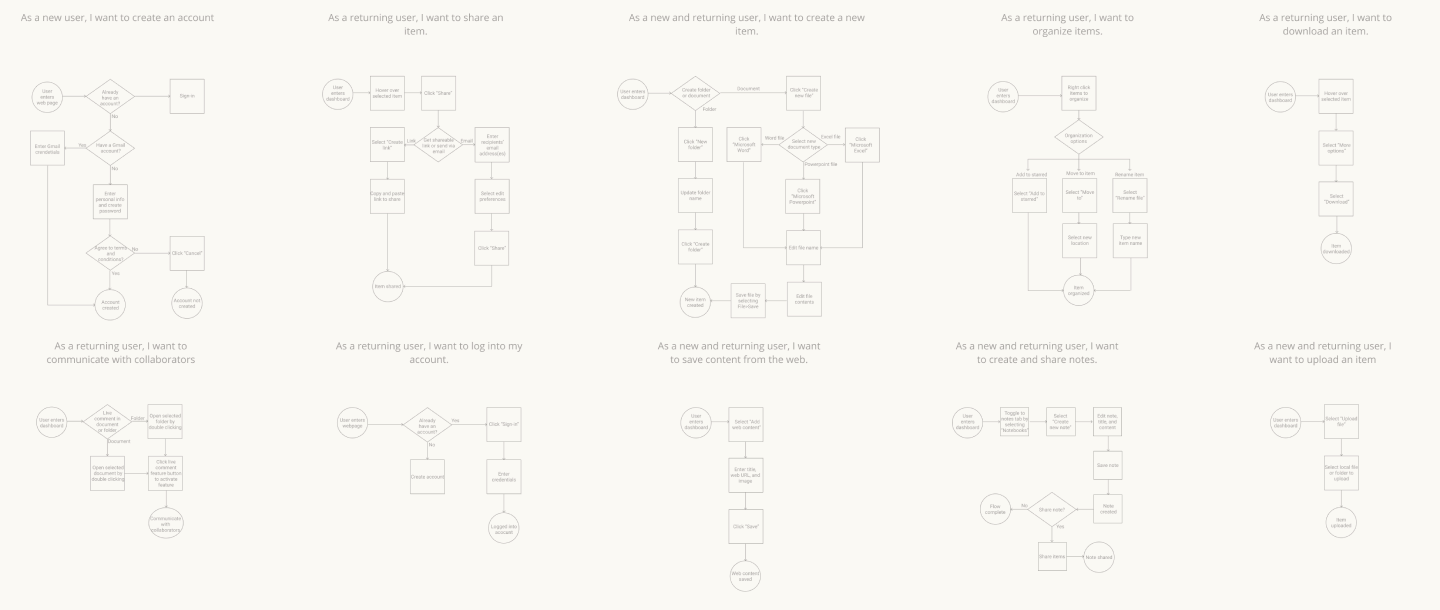 As a new user, I want to create an account
User
enters
web page
Already
have an
account?
Sign-in
No
Enter Gmail
credentials
Yes
Have a Gmail
account?
No
Enter
personal info
and create
password
Agree to terms
and
conditions?
No
Click "Cancel"
Yes
Account
created
Account not
created
As a returning user, I want to share an
item.
User enters
dashboard
Hover over
selected item
Click "Share"
Select "Create
link"
Link
Get shareable
link or send via
email
Email
Enter
recipients'
email
address(es)
Copy and paste
link to share
Select edit
preferences
Click "Share"
Item shared
As a new and returning user, I want to create a new
item.
User enters
dashboard
Create folder
or document
Document
Click "Create
new file"
Folder
Click "New
folder"
Click
"Microsoft
Word"
Word file
Select new
document type
Excel file
Click
"Microsoft
Excel"
Powerpoint file
Update folder
name
Click
"Microsoft
Powerpoint"
Click "Create
folder"
Edit file name
New item
created
Save file by
selecting
File>Save
Edit file
contents
As a returning user, I want to
organize items.
User
enters
dashboard
Right click
items to
organize
Organization
options
Add to starred
Move to item
Rename item
Select "Add to
starred"
Select "Move
to"
Select
"Rename file"
Select new
location
Type new
item name
Item
organized
As a returning user, I want to
download an item.
User enters
dashboard
Hover over
selected item
Select "More
options"
Select
"Download"
Item
downloaded
As a returning user, I want to
communicate with collaborators
User enters
dashboard
Live
comment in
document
or folder
Folder
Open selected
folder by
double clicking
Document
Open selected
document by
double clicking
Click live
comment
feature button
to activate
feature
Communicate
with
collaborators
As a returning user, I want to log into my
account.
User enters
webpage
Already
have an
account?
Yes
Click "Sign-in"
No
Create account
Enter
credentials
Logged into
account
As a new and returning user, I want
to save content from the web.
User enters
dashboard
Select "Add
web content"
Enter title,
web URL, and
image
Click "Save"
Web content
saved
As a new and returning user, I want
to create and share notes.
User
enters
dashboard
Toggle to
notes tab by
selecting
"Notebooks"
Select
"Create
new note"
Edit note,
title, and
content
Save note
Flow
complete
No
Share note?
Note
created
Yes
Share items
Note shared
As a new and returning user, I
want to upload an item
User enters
dashboard
Select "Upload
file"
Select local file
or folder to
upload
Item
uploaded